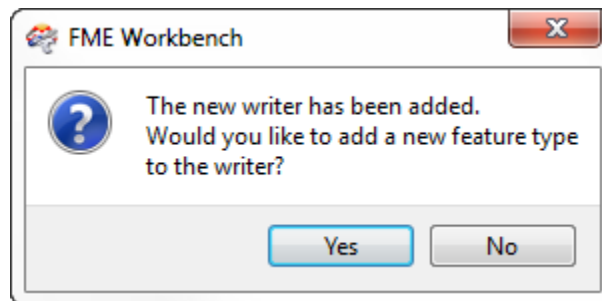 FME Workbench
The new writer has been added.
Would you like to add a new feature type
to the writer?
Yes No